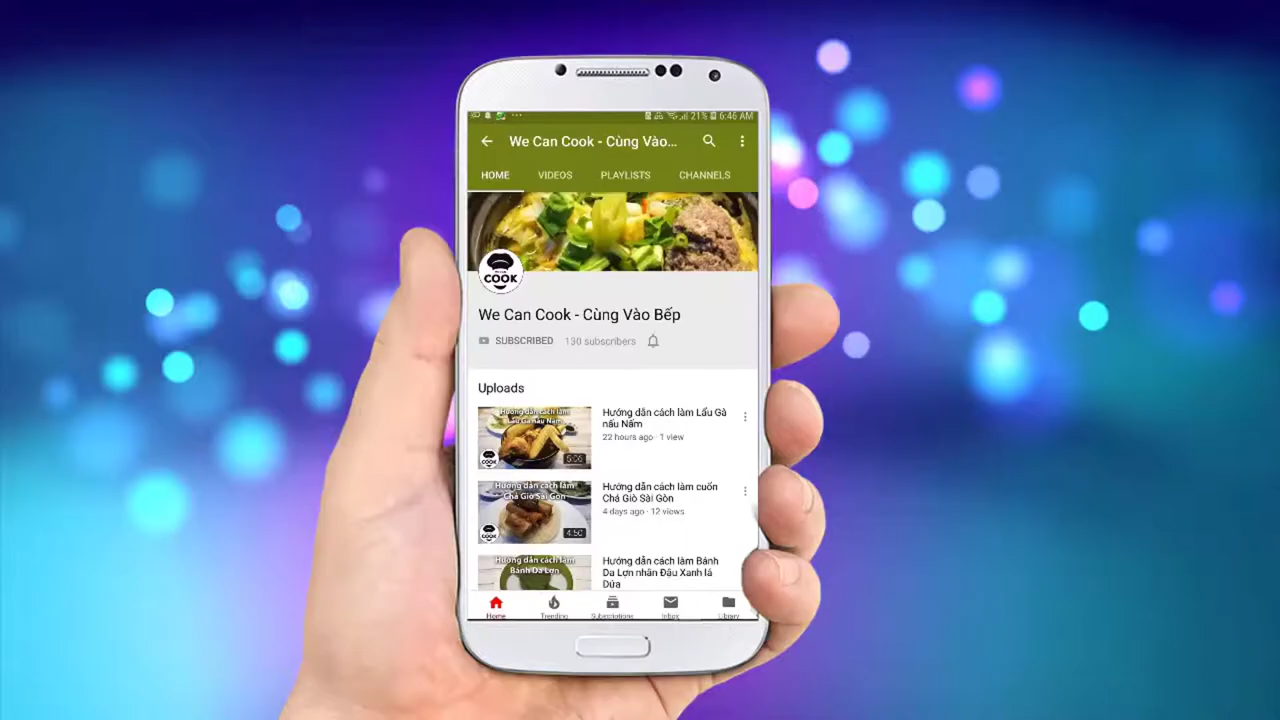 21% 6:46 AM
We Can Cook - Cùng Vào...
HOME VIDEOS PLAYLISTS CHANNELS
COOK
We Can Cook - Cùng Vào Bếp
SUBSCRIBED 130 subscribers
Uploads
Hướng dẫn cách làm
Lẩu Gà nấu Nấm
COOK
5:06
Hướng dẫn cách làm Lẩu Gà
nấu Nấm
22 hours ago · 1 view
Hướng dẫn cách làm
Chả Giò Sài Gòn
COOK
4:50
Hướng dẫn cách làm cuốn
Chả Giò Sài Gòn
4 days ago · 12 views
Hướng dẫn cách làm
Bánh Da Lợn
Hướng dẫn cách làm Bánh
Da Lợn nhân Đậu Xanh lá
Dứa
Home Trending Subscriptions Inbox Library